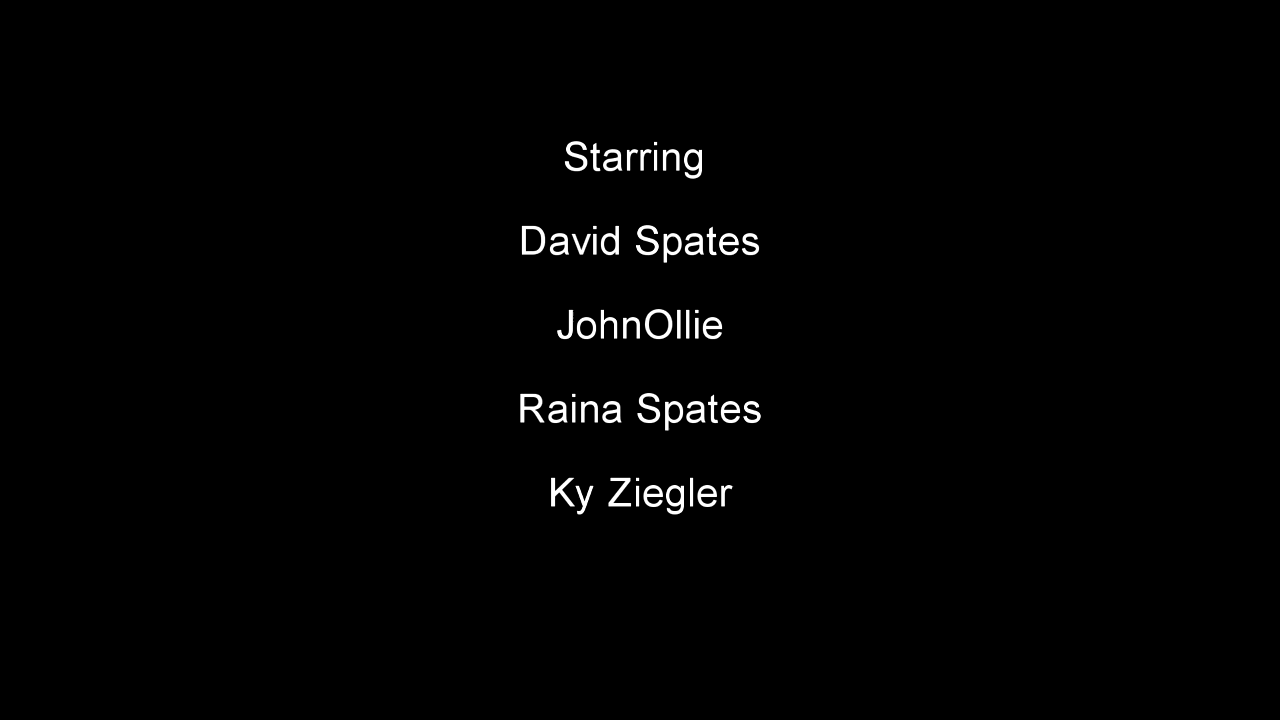 Starring
David Spates
JohnOllie
Raina Spates
Ky Ziegler